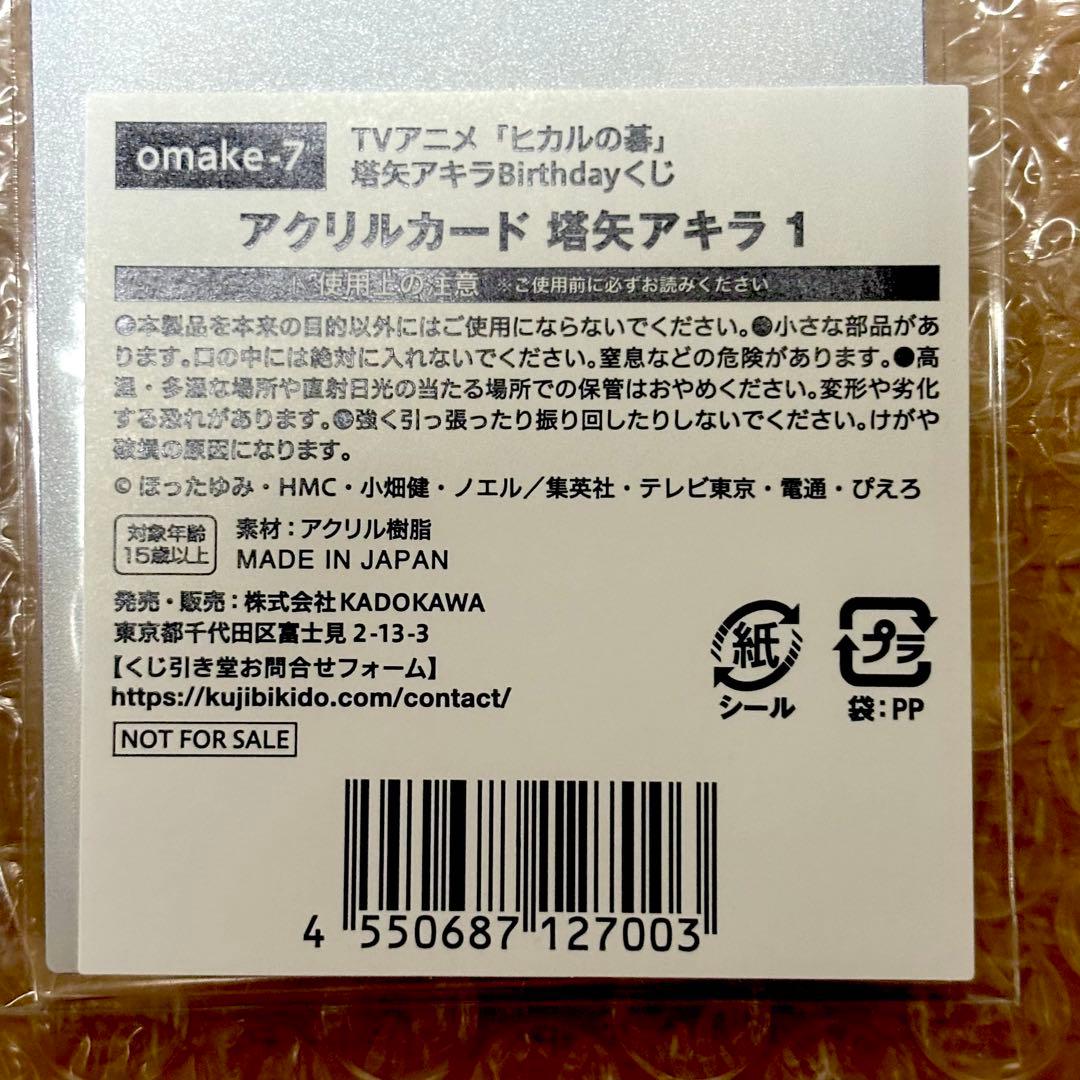 omake-7
TVアニメ「ヒカルの碁」
塔矢アキラBirthdayくじ
アクリルカード 塔矢アキラ 1
使用上の注意 ※ご使用前に必ずお読みください
●本製品を本来の目的以外にはご使用にならないでください。●小さな部品があ
ります。口の中には絶対に入れないでください。窒息などの危険があります。●高
温・多湿な場所や直射日光の当たる場所での保管はおやめください。変形や劣化
する恐れがあります。●強く引っ張ったり振り回したりしないでください。けがや
破損の原因になります。
© ほったゆみ・HMC・小畑健・ノエル／集英社・テレビ東京・電通・ぴえろ
対象年齢
15歳以上
素材：アクリル樹脂
MADE IN JAPAN
発売・販売：株式会社KADOKAWA
東京都千代田区富士見 2-13-3
【くじ引き堂お問合せフォーム】
https://kujibikido.com/contact/
NOT FOR SALE
紙
シール
プラ
袋：PP
4 550687 127003